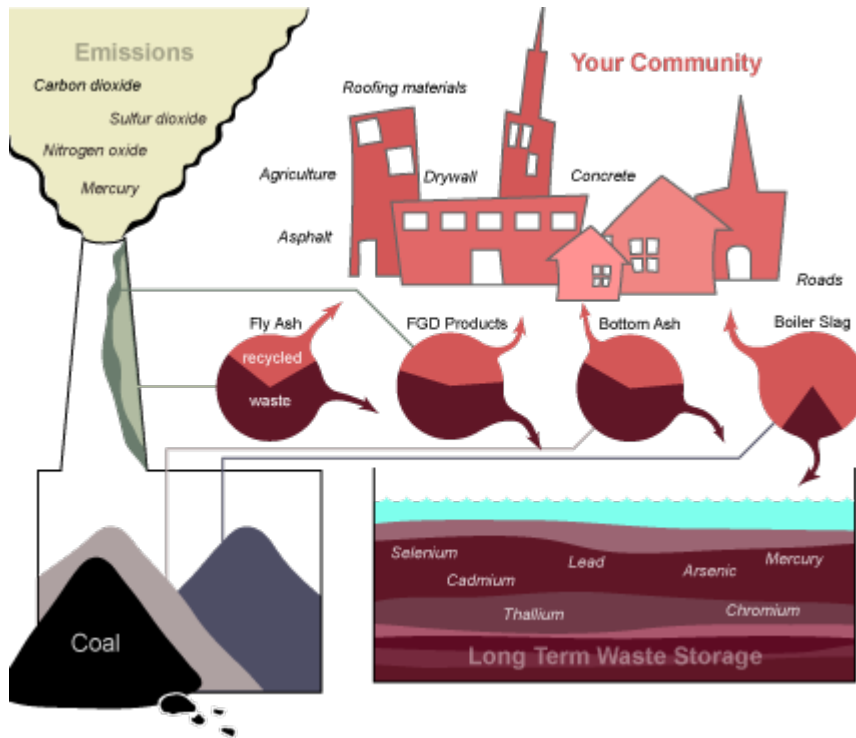 Emissions
Carbon dioxide
Sulfur dioxide
Nitrogen oxide
Mercury
Your Community
Roofing materials
Agriculture
Drywall
Concrete
Asphalt
Roads
Fly Ash
FGD Products
Bottom Ash
Boiler Slag
recycled
waste
Selenium
Cadmium
Lead
Arsenic
Mercury
Thallium
Chromium
Long Term Waste Storage
Coal